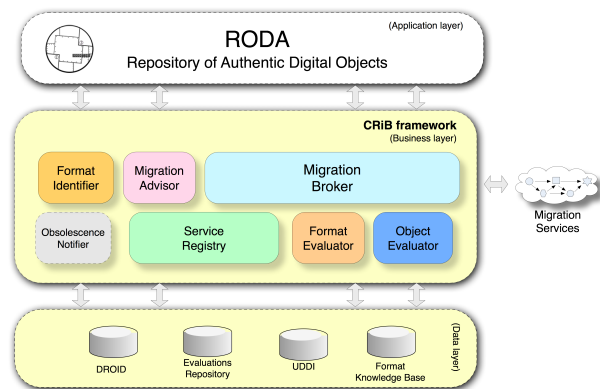 RODA
(Application layer)
Repository of Authentic Digital Objects
CRiB framework
(Business layer)
Format
Identifier
Migration
Advisor
Migration
Broker
Obsolescence
Notifier
Service
Registry
Format
Evaluator
Object
Evaluator
Migration
Services
DROID
Evaluations
Repository
UDDI
Format
Knowledge Base
(Data layer)